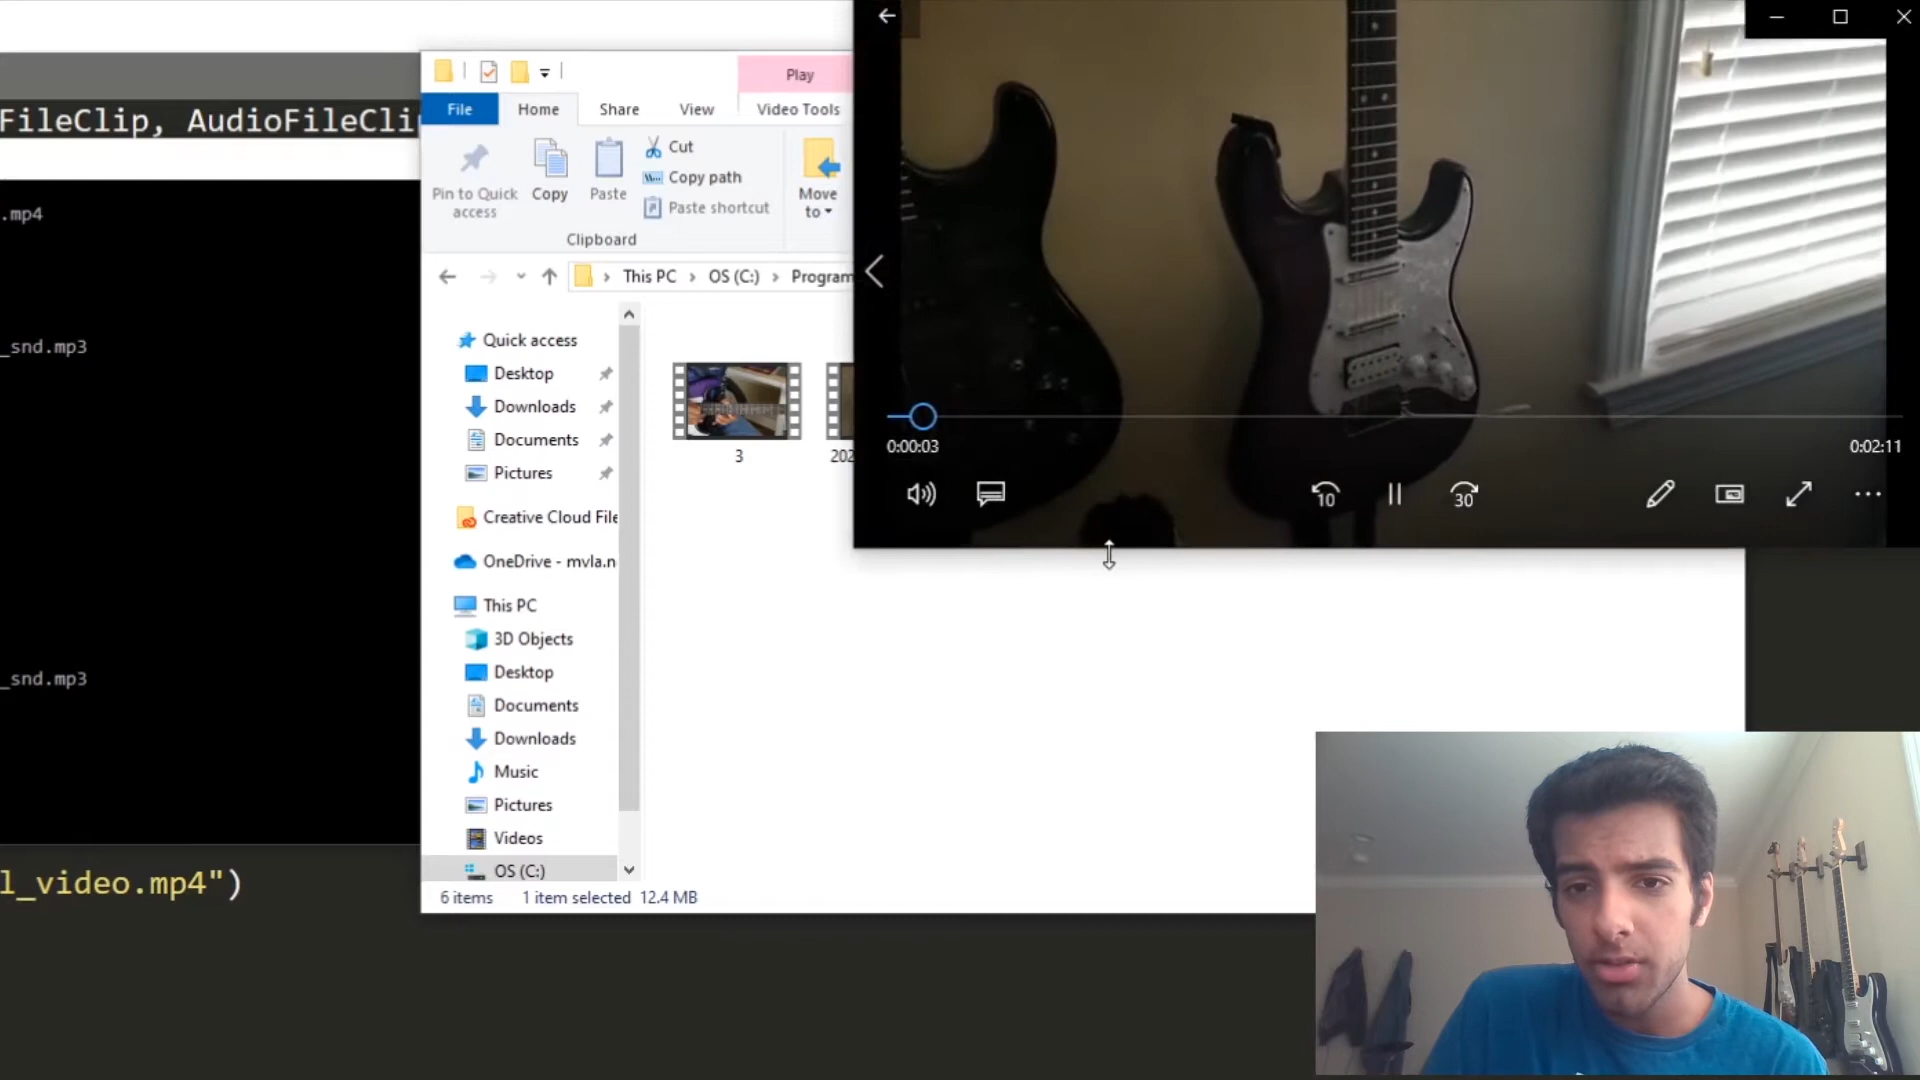 Play
FileClip, AudioFileCli
File
Home
Share
View
Video Tools
Pin to Quick access
Copy
Paste
Cut
Copy path
Paste shortcut
Move to
Clipboard
.mp4
This PC
OS (C:)
Program
_snd.mp3
Quick access
Desktop
Downloads
Documents
Pictures
3
202
0:00:03
0:02:11
10
30
Creative Cloud File
OneDrive - mvla.n
This PC
3D Objects
Desktop
_snd.mp3
Documents
Downloads
Music
Pictures
Videos
OS (C:)
l_video.mp4")
6 items
1 item selected
12.4 MB